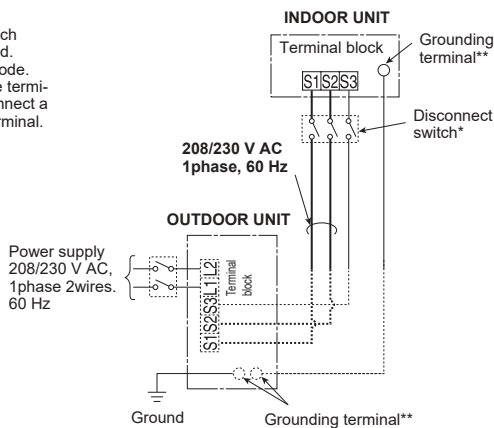 ch
d.
ode.
e termi-
nnect a
rminal.
INDOOR UNIT
Terminal block
Grounding
terminal**
S1 S2 S3
Disconnect
switch*
208/230 V AC
1phase, 60 Hz
OUTDOOR UNIT
Power supply
208/230 V AC,
1phase 2wires.
60 Hz
S1 S2 S3 L1 L2
Terminal
block
Ground
Grounding terminal**